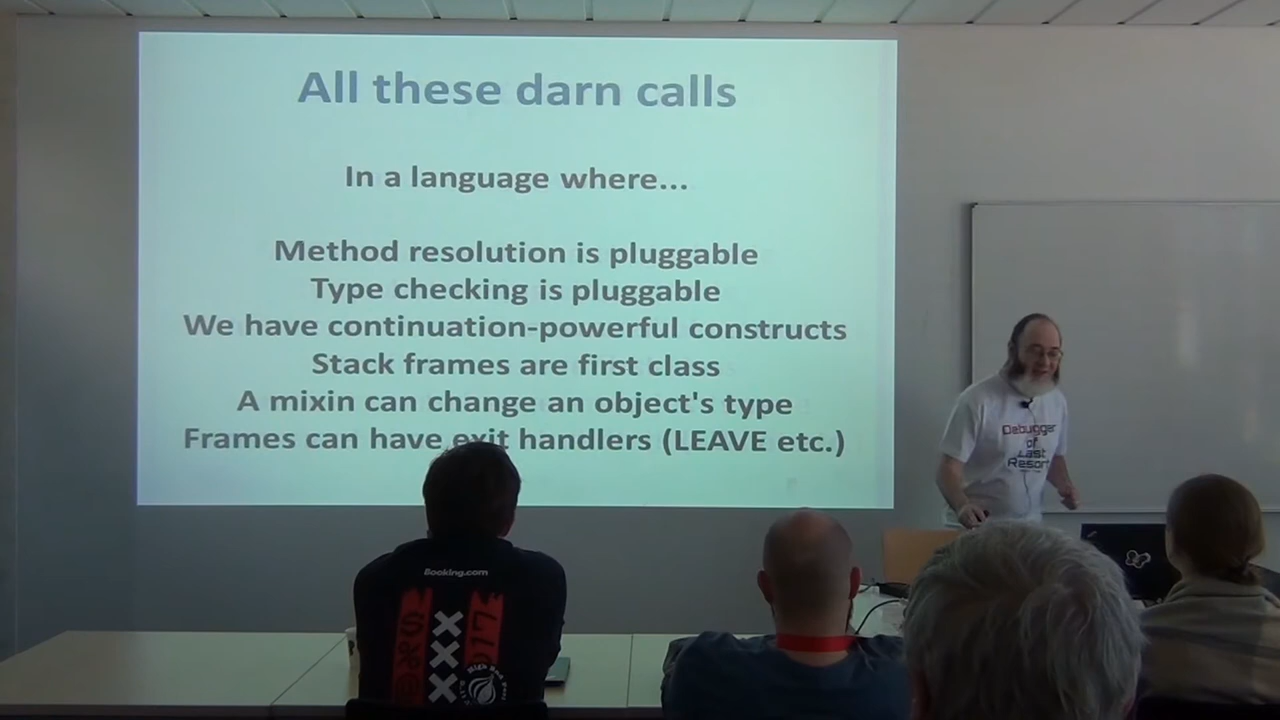 All these darn calls
In a language where...
Method resolution is pluggable
Type checking is pluggable
We have continuation-powerful constructs
Stack frames are first class
A mixin can change an object's type
Frames can have exit handlers (LEAVE etc.)
Debugger
of
Last
Resort
Booking.com